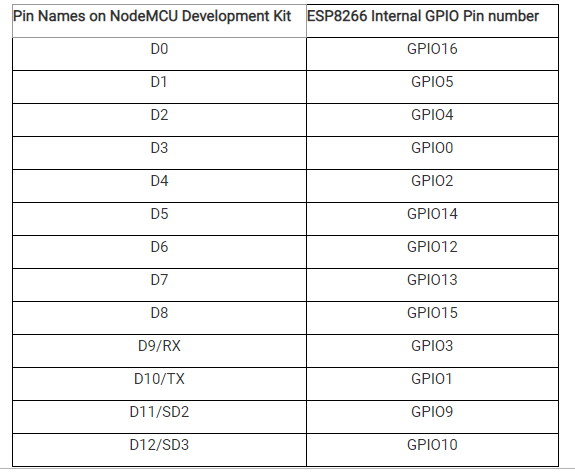 Pin Names on NodeMCU Development Kit ESP8266 Internal GPIO Pin number
D0 GPIO16
D1 GPIO5
D2 GPIO4
D3 GPIO0
D4 GPIO2
D5 GPIO14
D6 GPIO12
D7 GPIO13
D8 GPIO15
D9/RX GPIO3
D10/TX GPIO1
D11/SD2 GPIO9
D12/SD3 GPIO10